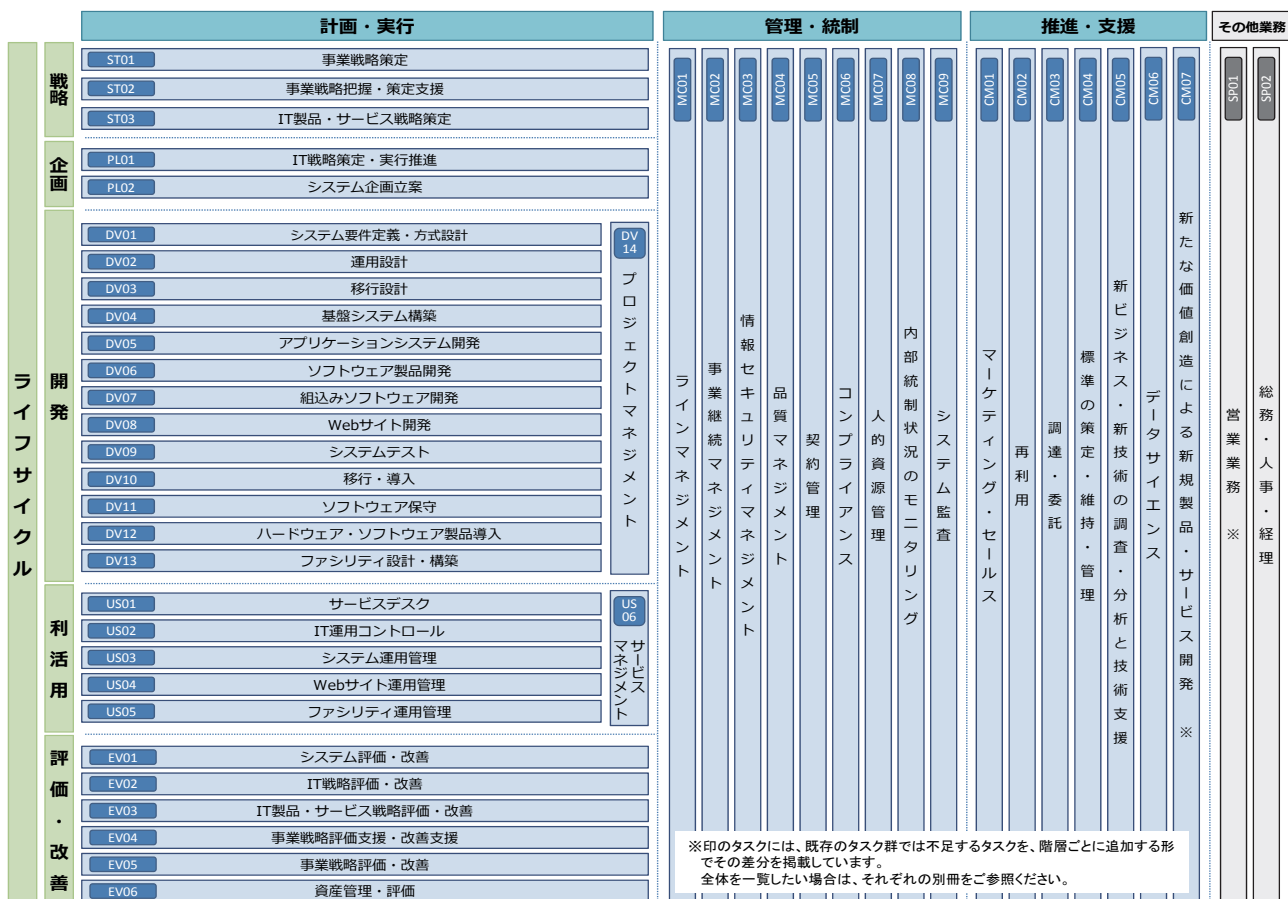 計画・実行
管理・統制
推進・支援
その他業務
ライフサイクル
戦略
ST01 事業戦略策定
ST02 事業戦略把握・策定支援
ST03 IT製品・サービス戦略策定
企画
PL01 IT戦略策定・実行推進
PL02 システム企画立案
開発
DV01 システム要件定義・方式設計
DV02 運用設計
DV03 移行設計
DV04 基盤システム構築
DV05 アプリケーションシステム開発
DV06 ソフトウェア製品開発
DV07 組込みソフトウェア開発
DV08 Webサイト開発
DV09 システムテスト
DV10 移行・導入
DV11 ソフトウェア保守
DV12 ハードウェア・ソフトウェア製品導入
DV13 ファシリティ設計・構築
DV
14
プロジェクトマネジメント
利活用
US01 サービスデスク
US02 IT運用コントロール
US03 システム運用管理
US04 Webサイト運用管理
US05 ファシリティ運用管理
US
06
サービス
マネジメント
評価・改善
EV01 システム評価・改善
EV02 IT戦略評価・改善
EV03 IT製品・サービス戦略評価・改善
EV04 事業戦略評価支援・改善支援
EV05 事業戦略評価・改善
EV06 資産管理・評価
MC01 ラインマネジメント
MC02 事業継続マネジメント
MC03 情報セキュリティマネジメント
MC04 品質マネジメント
MC05 契約管理
MC06 コンプライアンス
MC07 人的資源管理
MC08 内部統制状況のモニタリング
MC09 システム監査
CM01 マーケティング・セールス
CM02 再利用
CM03 調達・委託
CM04 標準の策定・維持・管理
CM05 新ビジネス・新技術の調査・分析と技術支援
CM06 データサイエンス
CM07 新たな価値創造による新規製品・サービス開発 ※
SP01 営業業務 ※
SP02 総務・人事・経理
※印のタスクには、既存のタスク群では不足するタスクを、階層ごとに追加する形
でその差分を掲載しています。
全体を一覧したい場合は、それぞれの別冊をご参照ください。